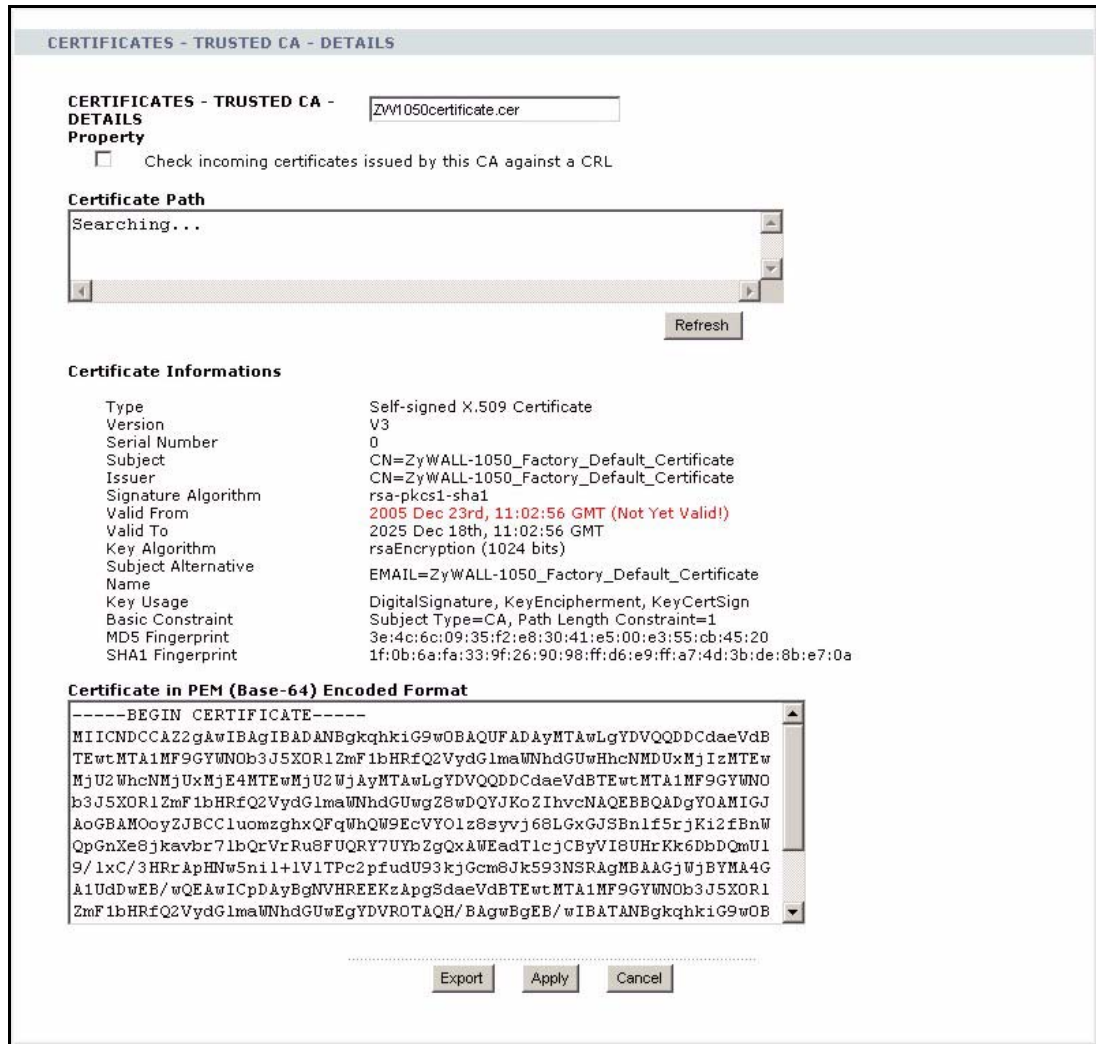 CERTIFICATES - TRUSTED CA - DETAILS
CERTIFICATES - TRUSTED CA -
DETAILS
ZW1050certificate.cer
Property
Check incoming certificates issued by this CA against a CRL
Certificate Path
Searching...
Refresh
Certificate Informations
Type Self-signed X.509 Certificate
Version V3
Serial Number 0
Subject CN=ZyWALL-1050_Factory_Default_Certificate
Issuer CN=ZyWALL-1050_Factory_Default_Certificate
Signature Algorithm rsa-pkcs1-sha1
Valid From 2005 Dec 23rd, 11:02:56 GMT (Not Yet Valid!)
Valid To 2025 Dec 18th, 11:02:56 GMT
Key Algorithm rsaEncryption (1024 bits)
Subject Alternative
Name EMAIL=ZyWALL-1050_Factory_Default_Certificate
Key Usage DigitalSignature, KeyEncipherment, KeyCertSign
Basic Constraint Subject Type=CA, Path Length Constraint=1
MD5 Fingerprint 3e:4c:6c:09:35:f2:e8:30:41:e5:00:e3:55:cb:45:20
SHA1 Fingerprint 1f:0b:6a:fa:33:9f:26:90:98:ff:d6:e9:ff:a7:4d:3b:de:8b:e7:0a
Certificate in PEM (Base-64) Encoded Format
-----BEGIN CERTIFICATE-----
MIICNDCCAZ2gAwIBAgIBADANBgkqhkiG9w0BAQUFADAyMTAwLgYDVQQDDCdaeVdB
TEwtMTA1MF9GYWN0b3J5X0RlZmF1bHRfQ2VydGlmaWNhdGUwHhcNMDUxMjIzMTEw
MjU2WhcNMjUxMjE4MTEwMjU2WjAyMTAwLgYDVQQDDCdaeVdBTEwtMTA1MF9GYWN0
b3J5X0RlZmF1bHRfQ2VydGlmaWNhdGUwgZ8wDQYJKoZIhvcNAQEBBQADgY0AMIGJ
AoGBAMOoyZJBCCluomzghxQFqWhQW9EcVYOlz8syvj68LGxGJSBnlf5rjKi2fBnW
QpGnXe8jkavbr7lbQrVrRu8FUQRY7UYbZgQxAWEadTlcjCByVI8UHrKk6DbDQmUl
9/lxC/3HRrApHNw5nil+lVlTPc2pfudU93kjGcm8Jk593NSRAgMBAAGjWjBYMA4G
A1UdDwEB/wQEAwICpDAyBgNVHREEKzApgSdaeVdBTEwtMTA1MF9GYWN0b3J5X0Rl
ZmF1bHRfQ2VydGlmaWNhdGUwEgYDVR0TAQH/BAgwBgEB/wIBATANBgkqhkiG9w0B
Export
Apply
Cancel